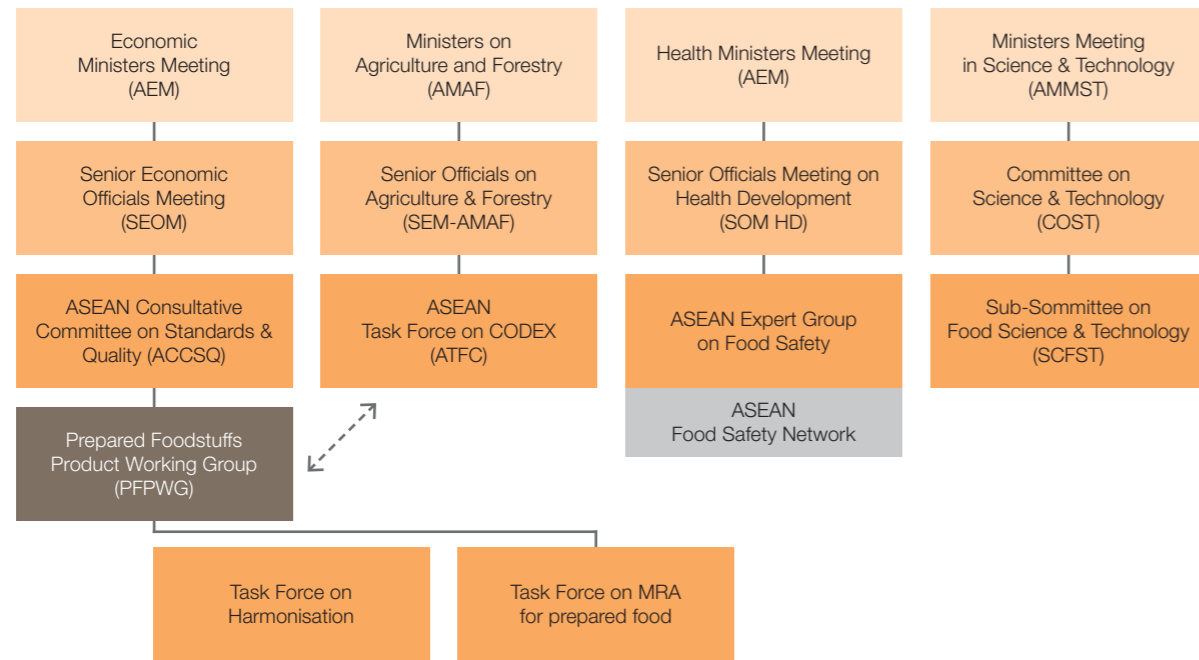 Economic
Ministers Meeting
(AEM)
Ministers on
Agriculture and Forestry
(AMAF)
Health Ministers Meeting
(AEM)
Ministers Meeting
in Science & Technology
(AMMST)
Senior Economic
Officials Meeting
(SEOM)
Senior Officials on
Agriculture & Forestry
(SEM-AMAF)
Senior Officials Meeting on
Health Development
(SOM HD)
Committee on
Science & Technology
(COST)
ASEAN Consultative
Committee on Standards &
Quality (ACCSQ)
ASEAN
Task Force on CODEX
(ATFC)
ASEAN Expert Group
on Food Safety
Sub-Sommittee on
Food Science & Technology
(SCFST)
ASEAN
Food Safety Network
Prepared Foodstuffs
Product Working Group
(PFPWG)
Task Force on
Harmonisation
Task Force on MRA
for prepared food